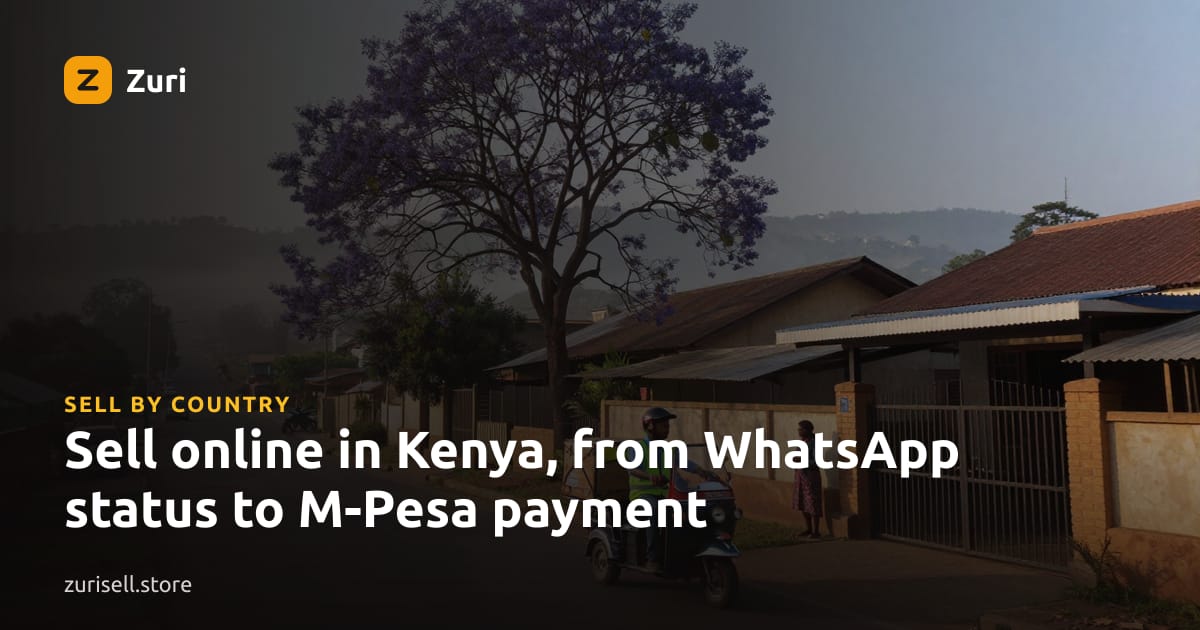 Z Zuri
SELL BY COUNTRY
Sell online in Kenya, from WhatsApp
status to M-Pesa payment
zurisell.store